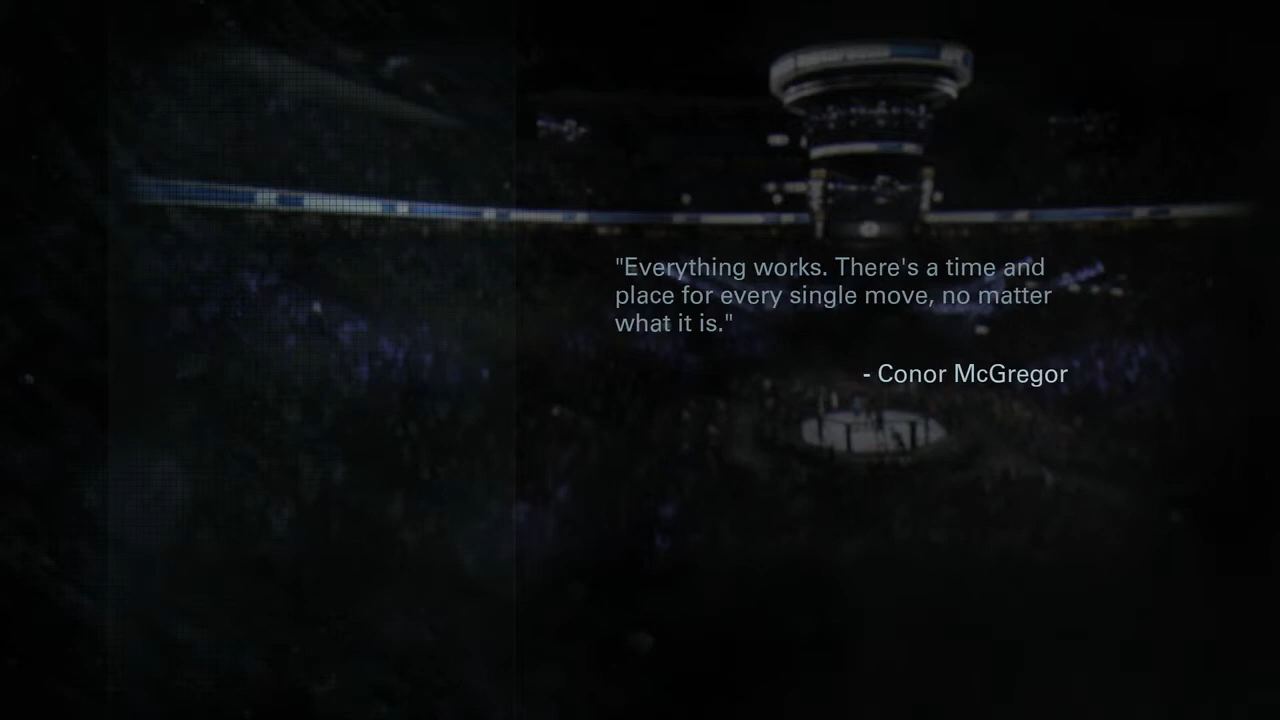 "Everything works. There's a time and
place for every single move, no matter
what it is."
- Conor McGregor